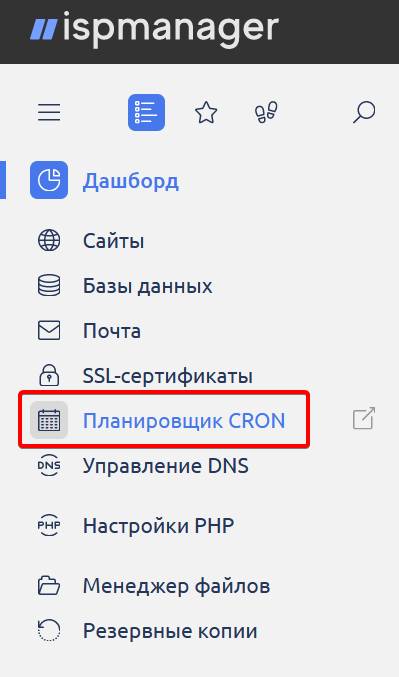 ispmanager
Дашборд
Сайты
Базы данных
Почта
SSL-сертификаты
Планировщик CRON
DNS Управление DNS
PHP Настройки PHP
Менеджер файлов
Резервные копии